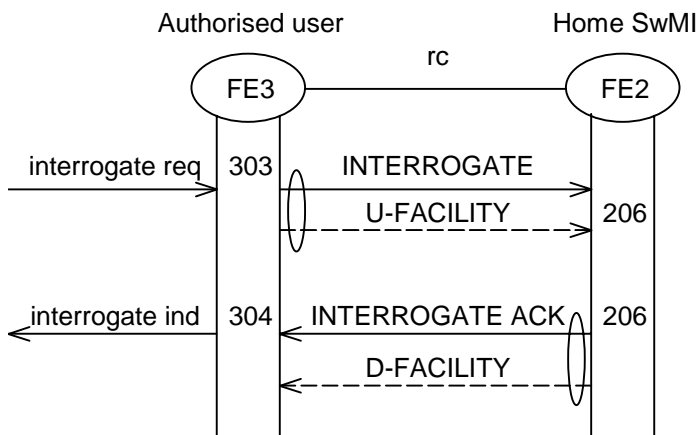 Authorised user Home SwMI
rc
FE3 FE2
interrogate req 303 INTERROGATE
U-FACILITY 206
interrogate ind 304 INTERROGATE ACK 206
D-FACILITY